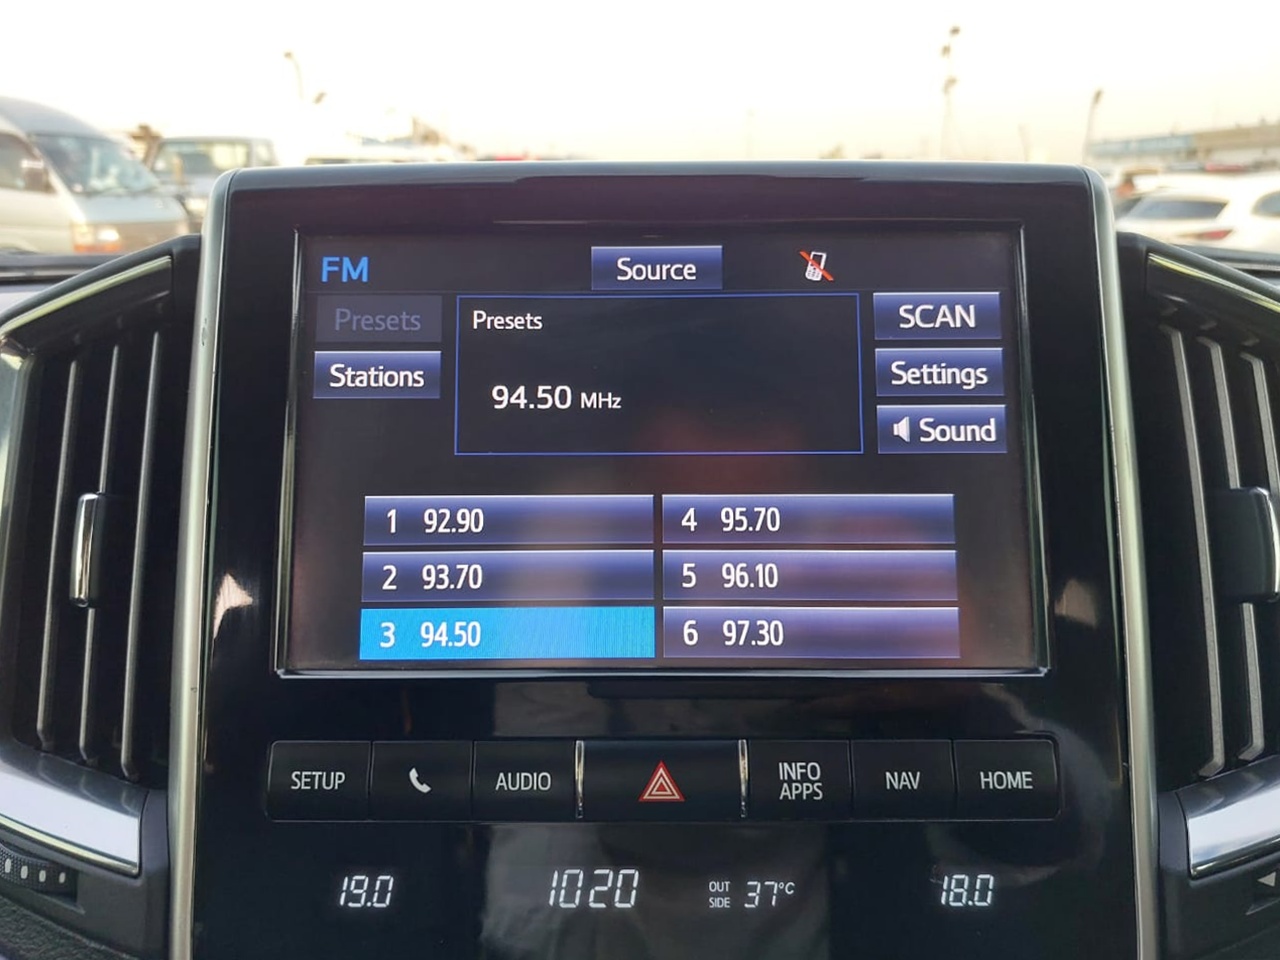 FM
Source
Presets
Presets
SCAN
Stations
94.50 MHz
Settings
Sound
1 92.90
4 95.70
2 93.70
5 96.10
3 94.50
6 97.30
SETUP
AUDIO
INFO
APPS
NAV
HOME
19.0
1020
OUT
SIDE
37°C
18.0